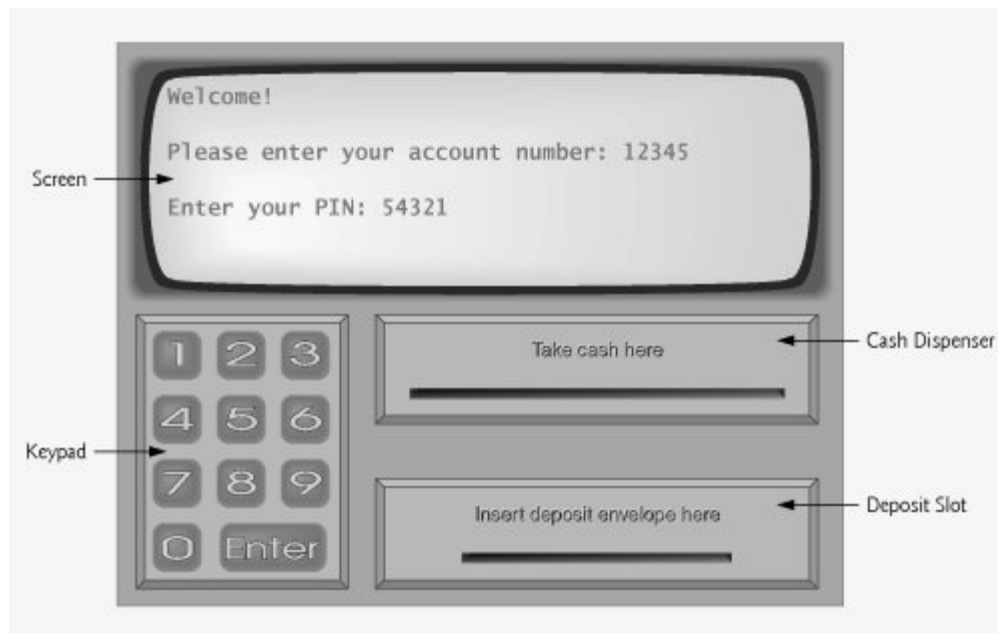 Welcome!
Please enter your account number: 12345
Enter your PIN: 54321
Screen
1 2 3
4 5 6
7 8 9
0 Enter
Keypad
Take cash here
Cash Dispenser
Insert deposit envelope here
Deposit Slot